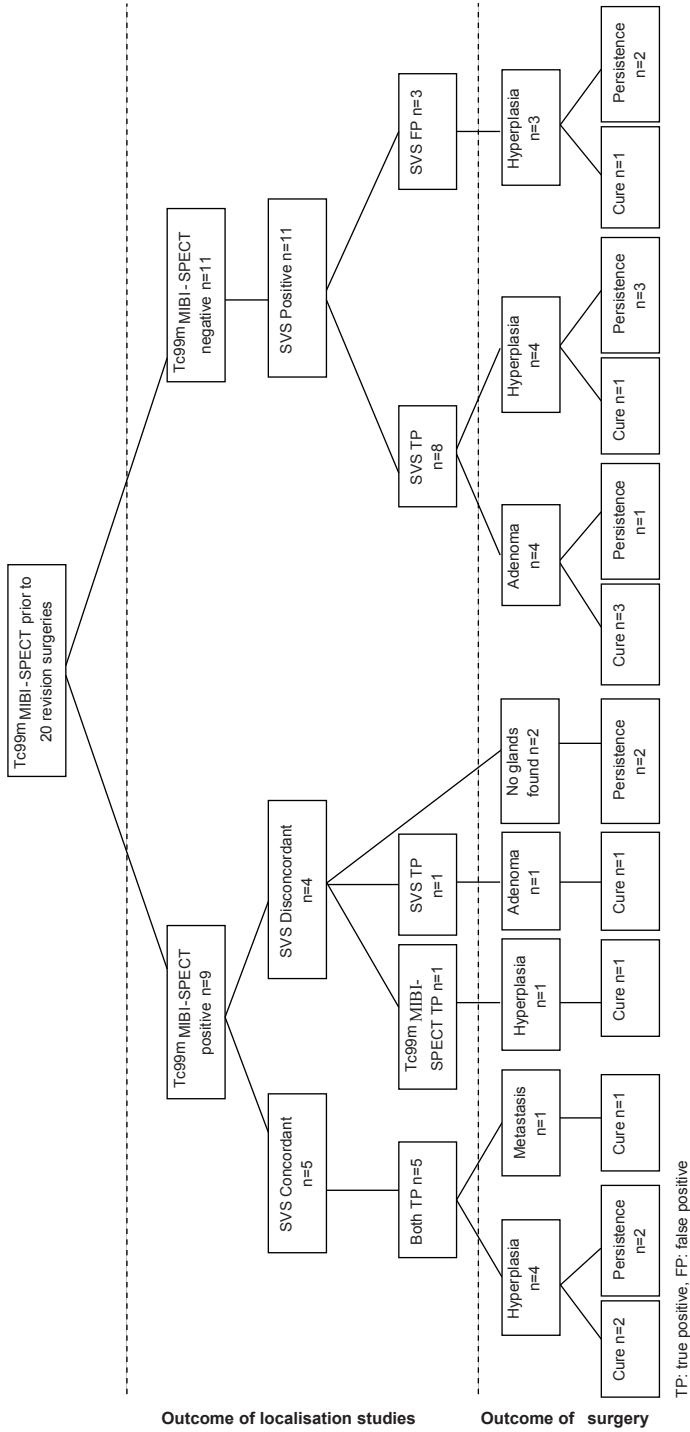 Tc99m MIBI-SPECT prior to
20 revision surgeries
Outcome of localisation studies
Tc99m MIBI-SPECT
positive n=9
Tc99m MIBI-SPECT
negative n=11
SVS Concordant
n=5
SVS Disconcordant
n=4
SVS Positive n=11
Both TP n=5
Tc99m MIBI-
SPECT TP n=1
SVS TP
n=1
SVS TP
n=8
SVS FP n=3
Outcome of surgery
Hyperplasia
n=4
Metastasis
n=1
Hyperplasia
n=1
Adenoma
n=1
No glands
found n=2
Adenoma
n=4
Hyperplasia
n=4
Hyperplasia
n=3
Cure n=2
Persistence
n=2
Cure n=1
Cure n=1
Cure n=1
Persistence
n=2
Cure n=3
Persistence
n=1
Cure n=1
Persistence
n=3
Cure n=1
Persistence
n=2
TP: true positive, FP: false positive